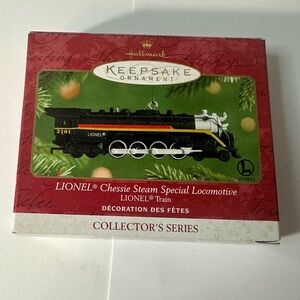 Hallmark
KEEPSAKE
ORNAMENT
2101
LIONEL
L
LIONEL® Chessie Steam Special Locomotive
LIONEL® Train
DÉCORATION DES FÊTES
COLLECTOR'S SERIES